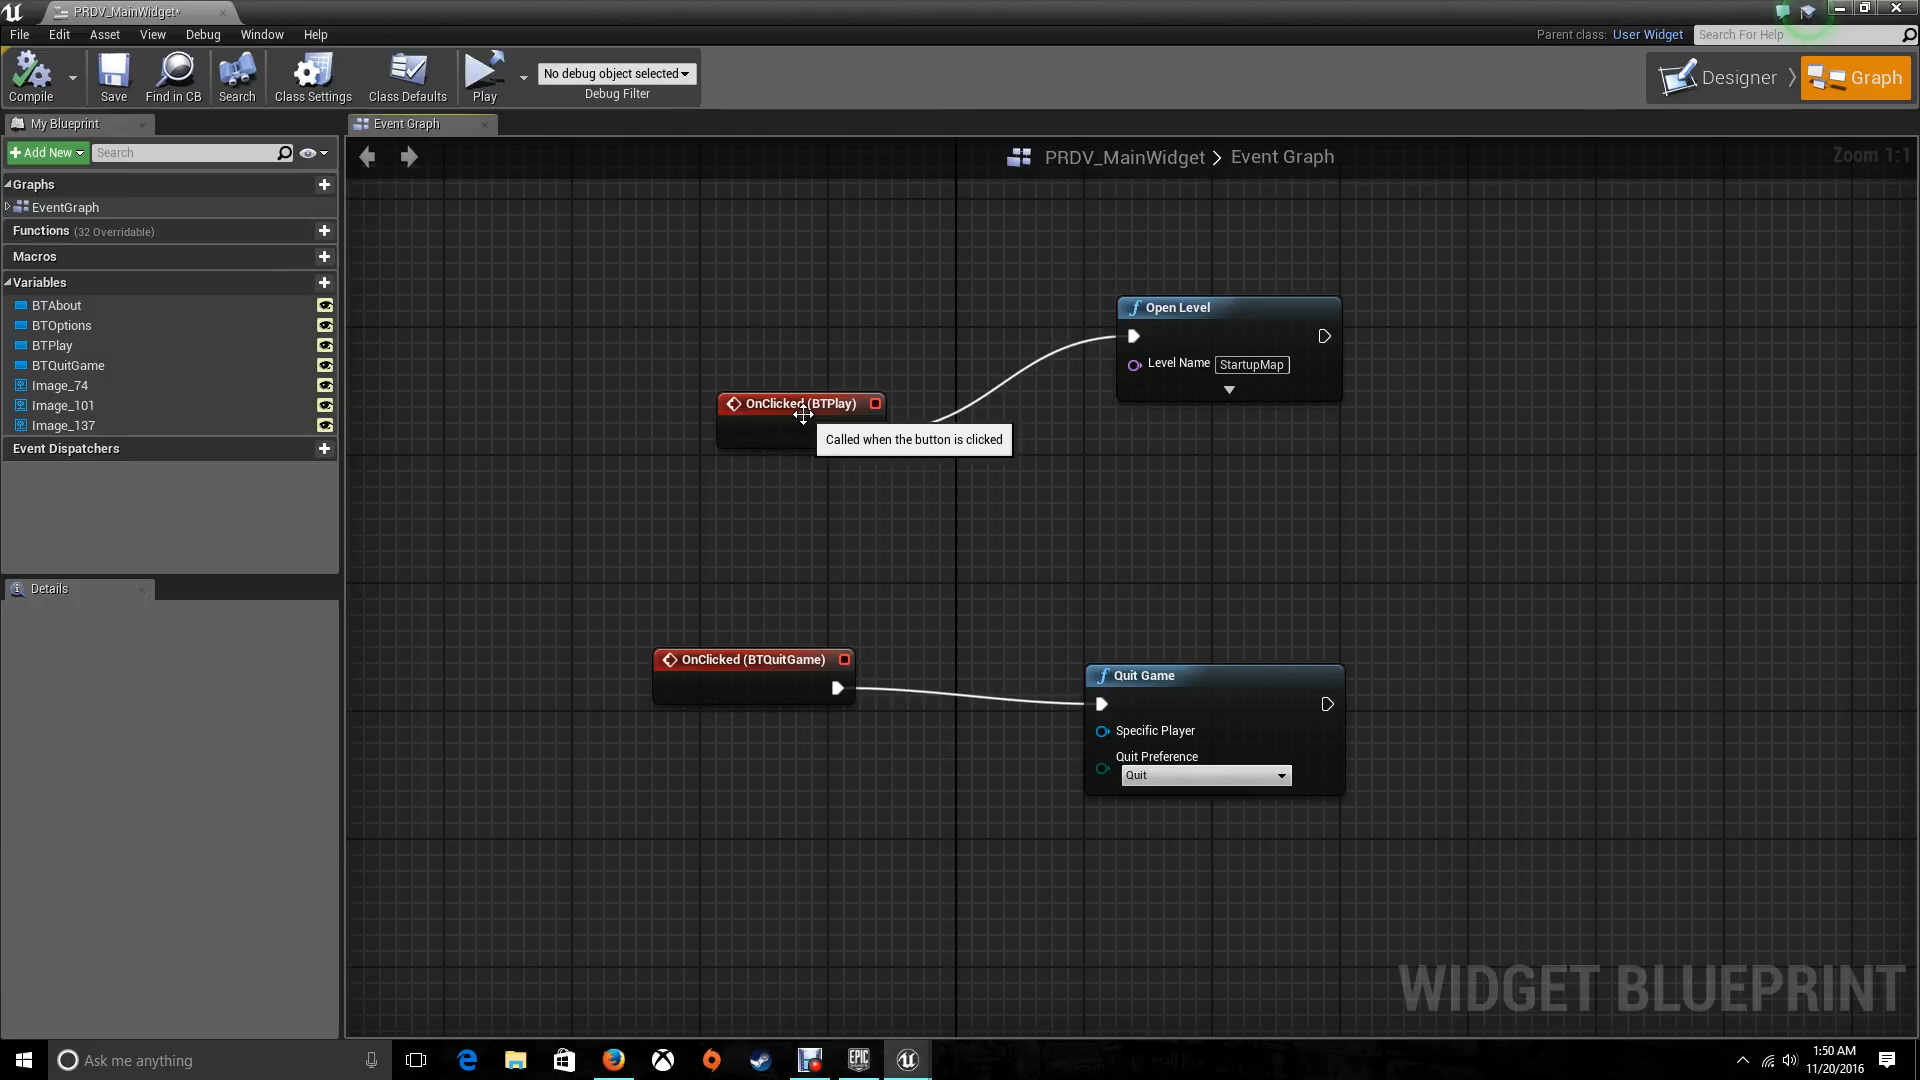 PRDV_MainWidget*
File Edit Asset View Debug Window Help
Parent class: User Widget
Search For Help
Compile
Save
Find in CB
Search
Class Settings
Class Defaults
Play
No debug object selected
Debug Filter
Designer
Graph
My Blueprint
Event Graph
Add New
Search
PRDV_MainWidget > Event Graph
Zoom 1:1
Graphs
EventGraph
Functions (32 Overridable)
Macros
Variables
BTAbout
BTOptions
BTPlay
BTQuitGame
Image_74
Image_101
Image_137
Event Dispatchers
Details
Open Level
Level Name StartupMap
OnClicked (BTPlay)
Called when the button is clicked
OnClicked (BTQuitGame)
Quit Game
Specific Player
Quit Preference
Quit
WIDGET BLUEPRINT
Ask me anything
EPIC
GAMES
1:50 AM
11/20/2016